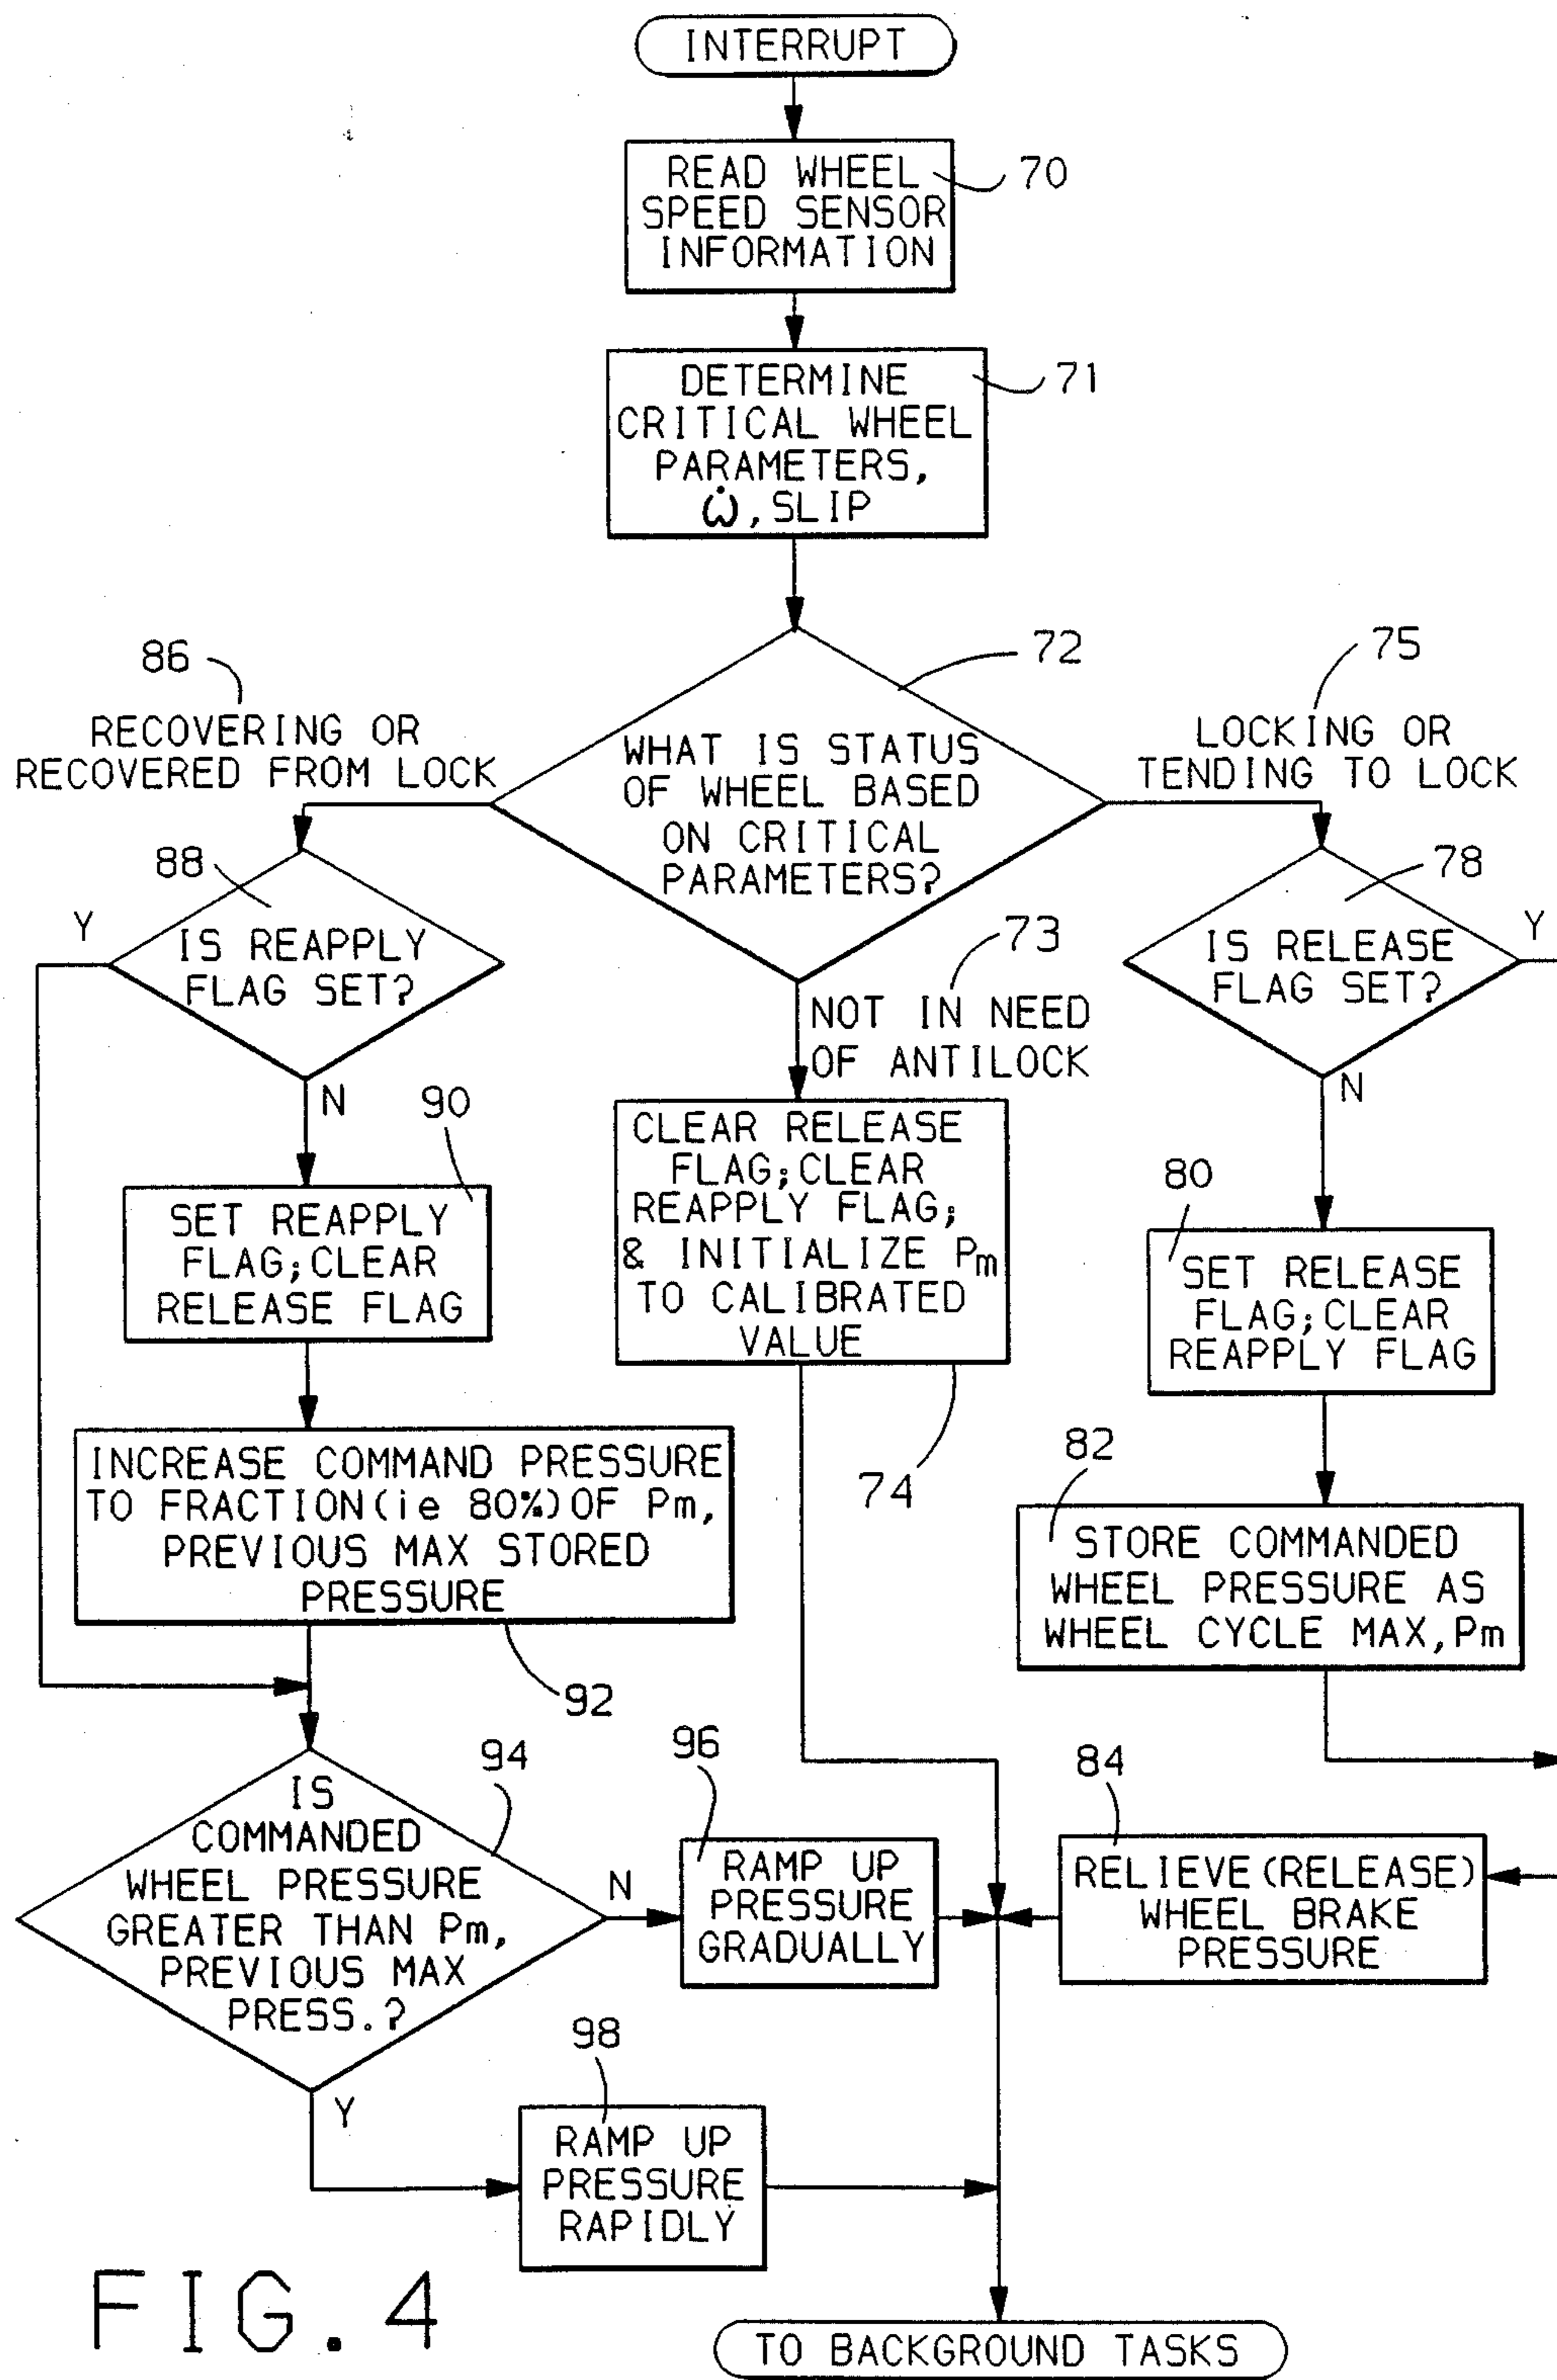 INTERRUPT
READ WHEEL
SPEED SENSOR
INFORMATION
70
DETERMINE
CRITICAL WHEEL
PARAMETERS,
ω̇, SLIP
71
WHAT IS STATUS
OF WHEEL BASED
ON CRITICAL
PARAMETERS?
72
86
RECOVERING OR
RECOVERED FROM LOCK
75
LOCKING OR
TENDING TO LOCK
88
Y
IS REAPPLY
FLAG SET?
N
73
NOT IN NEED
OF ANTILOCK
78
Y
IS RELEASE
FLAG SET?
N
90
SET REAPPLY
FLAG;CLEAR
RELEASE FLAG
CLEAR RELEASE
FLAG;CLEAR
REAPPLY FLAG;
& INITIALIZE Pm
TO CALIBRATED
VALUE
74
80
SET RELEASE
FLAG;CLEAR
REAPPLY FLAG
INCREASE COMMAND PRESSURE
TO FRACTION(ie 80%)OF Pm,
PREVIOUS MAX STORED
PRESSURE
92
82
STORE COMMANDED
WHEEL PRESSURE AS
WHEEL CYCLE MAX,Pm
94
IS
COMMANDED
WHEEL PRESSURE
GREATER THAN Pm,
PREVIOUS MAX
PRESS.?
N
Y
96
RAMP UP
PRESSURE
GRADUALLY
84
RELIEVE(RELEASE)
WHEEL BRAKE
PRESSURE
98
RAMP UP
PRESSURE
RAPIDLY
FIG. 4
TO BACKGROUND TASKS